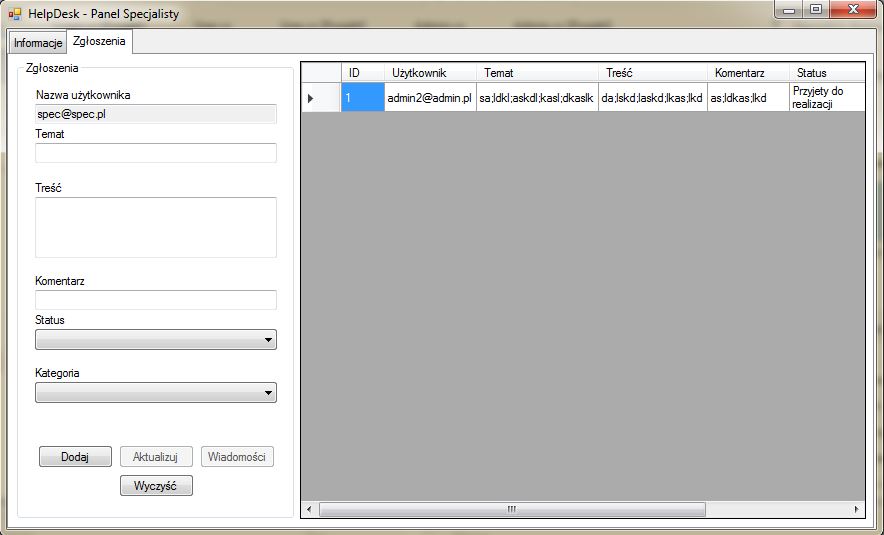 HelpDesk - Panel Specjalisty
Informacje Zgłoszenia
Zgłoszenia
Nazwa użytkownika
spec@spec.pl
Temat
Treść
Komentarz
Status
Kategoria
Dodaj Aktualizuj Wiadomości
Wyczyść
ID Użytkownik Temat Treść Komentarz Status
1 admin2@admin.pl sa;ldkl;askdl;kasl;dkaslk da;lskd;laskd;lkas;lkd as;ldkas;lkd Przyjety do
realizacji